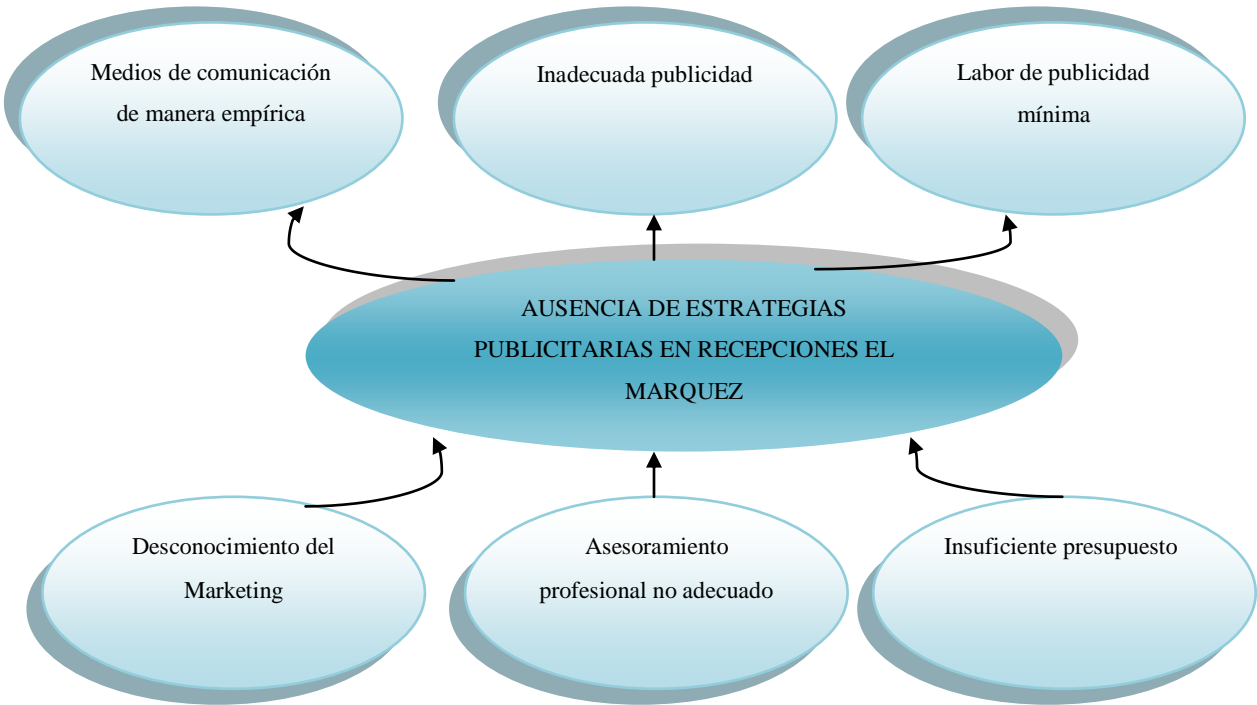 Medios de comunicación
de manera empírica
Inadecuada publicidad
Labor de publicidad
mínima
AUSENCIA DE ESTRATEGIAS
PUBLICITARIAS EN RECEPCIONES EL
MARQUEZ
Desconocimiento del
Marketing
Asesoramiento
profesional no adecuado
Insuficiente presupuesto